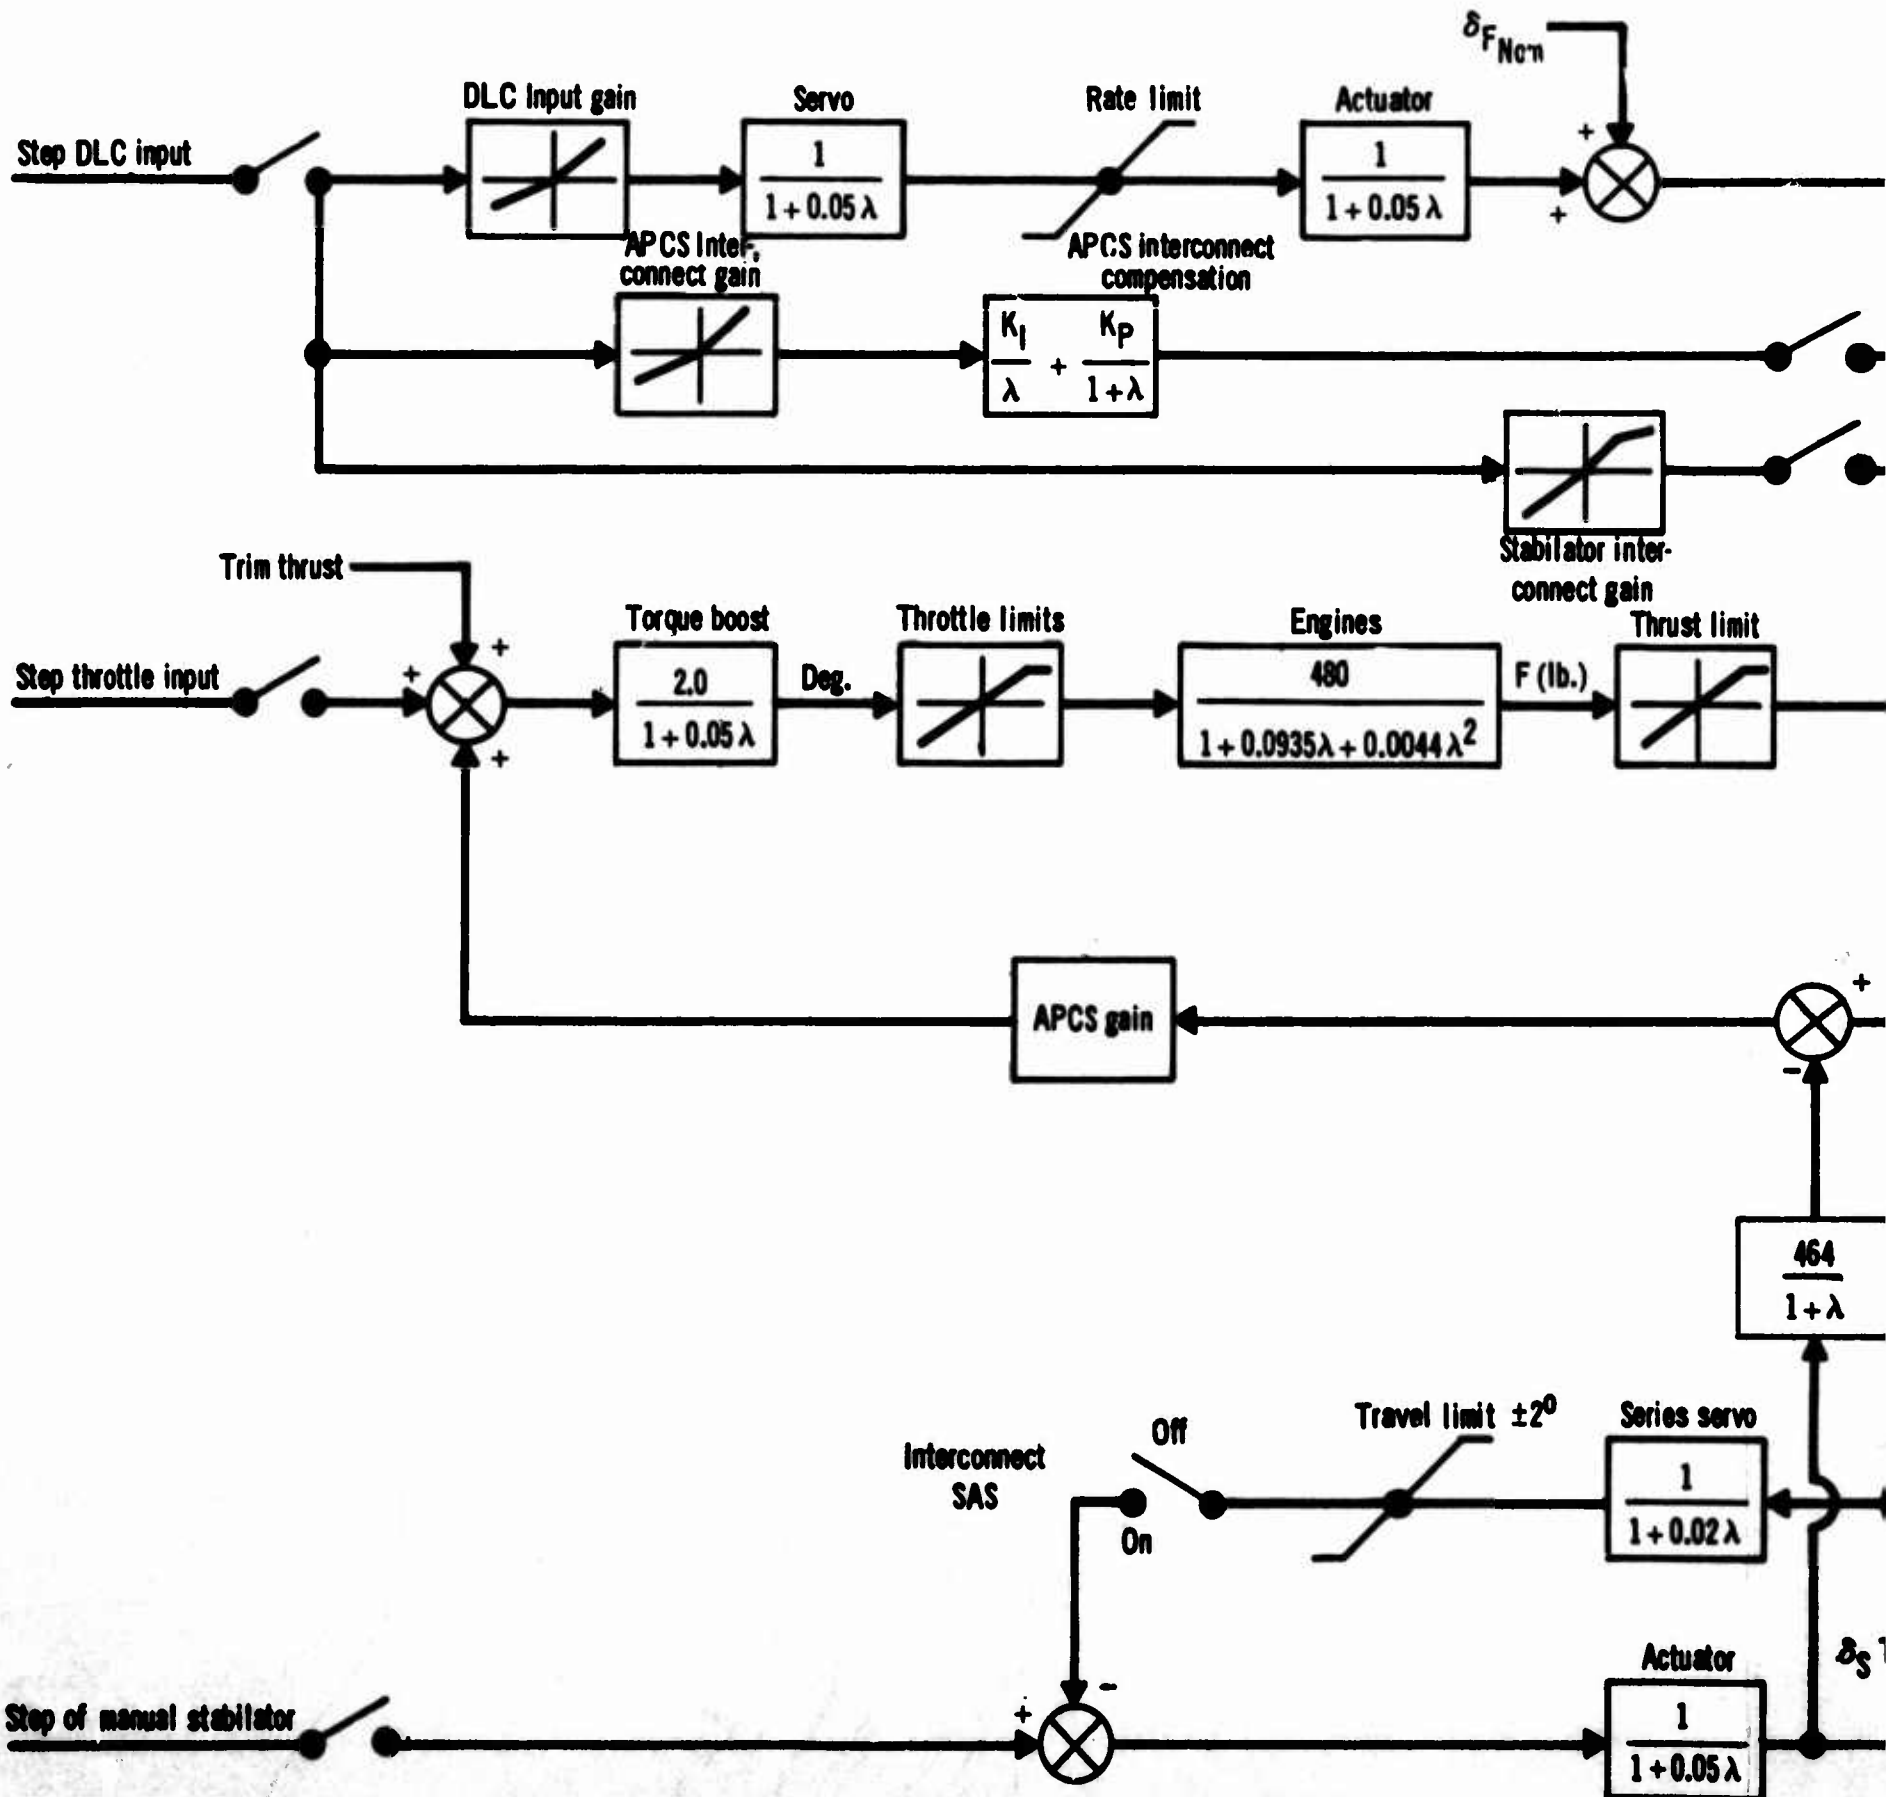 δF Nom
DLC Input gain
Servo
Rate limit
Actuator
Step DLC input
1
1 + 0.05 λ
1
1 + 0.05 λ
+
+
APCS Inter-
connect gain
APCS interconnect
compensation
KI
λ
+
KP
1 + λ
Stabilator inter-
connect gain
Trim thrust
Torque boost
Throttle limits
Engines
Thrust limit
Step throttle input
+
+
+
2.0
1 + 0.05 λ
Deg.
480
1 + 0.0935λ + 0.0044 λ2
F (lb.)
APCS gain
+
-
464
1 + λ
Interconnect
SAS
Off
On
Travel limit ±2⁰
Series servo
1
1 + 0.02 λ
Actuator
δS
Step of manual stabilator
+
-
1
1 + 0.05 λ